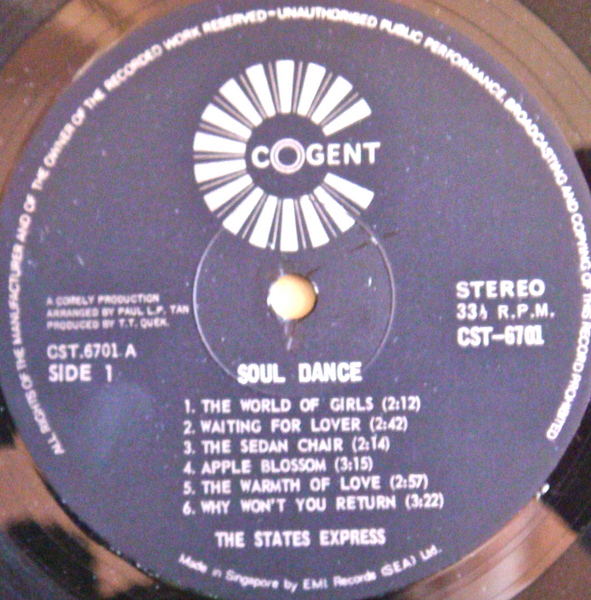 ALL RIGHTS OF THE MANUFACTURER AND OF THE OWNER OF THE RECORDED WORK RESERVED • UNAUTHORISED PUBLIC PERFORMANCE, BROADCASTING AND COPYING OF THIS RECORD PROHIBITED
COGENT
A CORELY PRODUCTION
ARRANGED BY PAUL L.P. TAN
PRODUCED BY T.T. QUEK.
CST.6701 A
SIDE 1
STEREO
33⅓ R.P.M.
CST-6701
SOUL DANCE
1. THE WORLD OF GIRLS (2:12)
2. WAITING FOR LOVER (2:42)
3. THE SEDAN CHAIR (2:14)
4. APPLE BLOSSOM (3:15)
5. THE WARMTH OF LOVE (2:57)
6. WHY WON'T YOU RETURN (3:22)
THE STATES EXPRESS
Made in Singapore by EMI Records (SEA) Ltd.